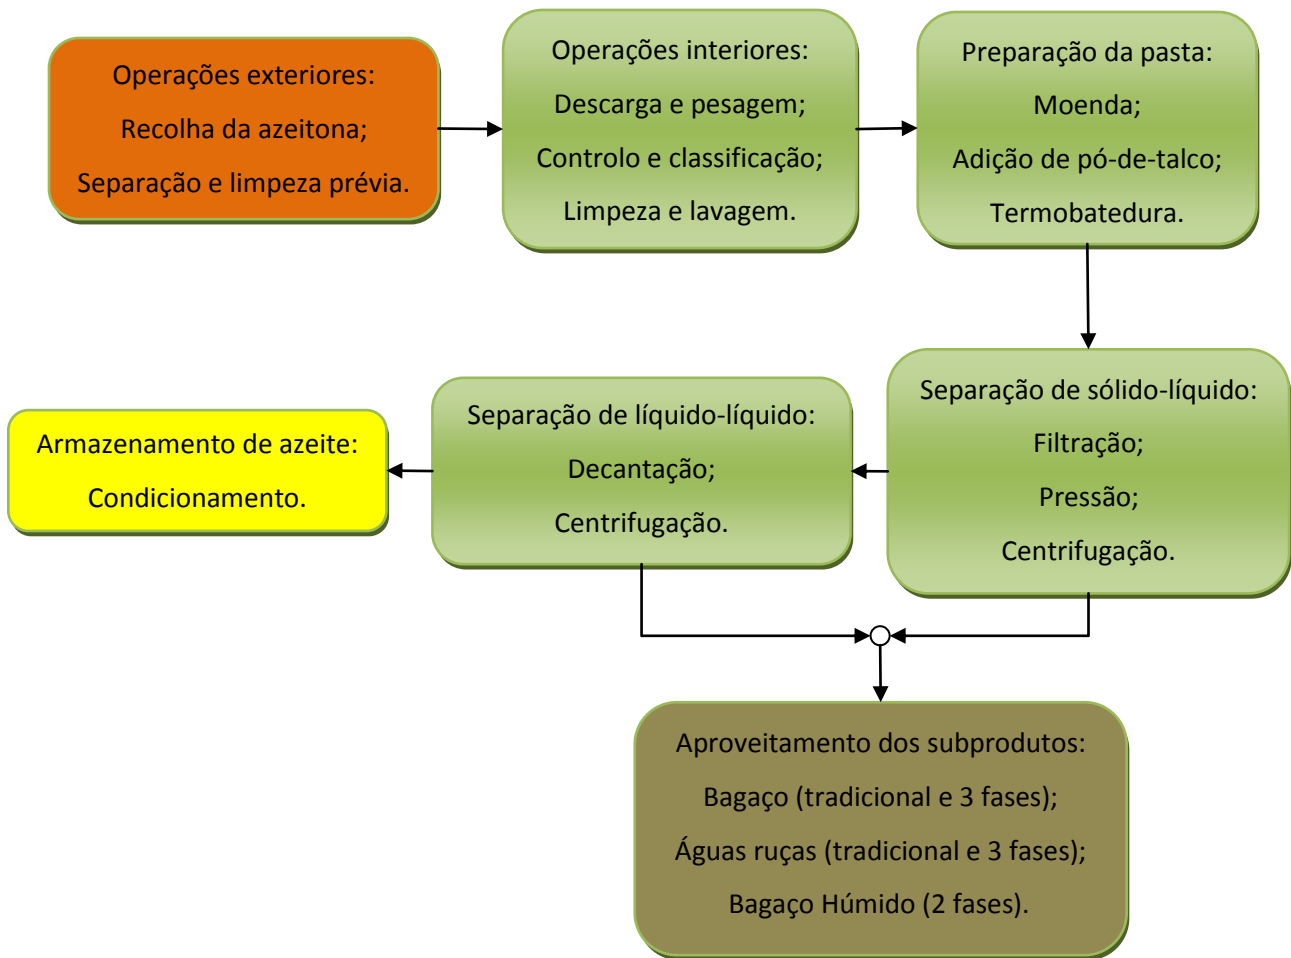 Operações exteriores:
Recolha da azeitona;
Separação e limpeza prévia.
Operações interiores:
Descarga e pesagem;
Controlo e classificação;
Limpeza e lavagem.
Preparação da pasta:
Moenda;
Adição de pó-de-talco;
Termobatedura.
Separação de sólido-líquido:
Filtração;
Pressão;
Centrifugação.
Separação de líquido-líquido:
Decantação;
Centrifugação.
Armazenamento de azeite:
Condicionamento.
Aproveitamento dos subprodutos:
Bagaço (tradicional e 3 fases);
Águas ruças (tradicional e 3 fases);
Bagaço Húmido (2 fases).